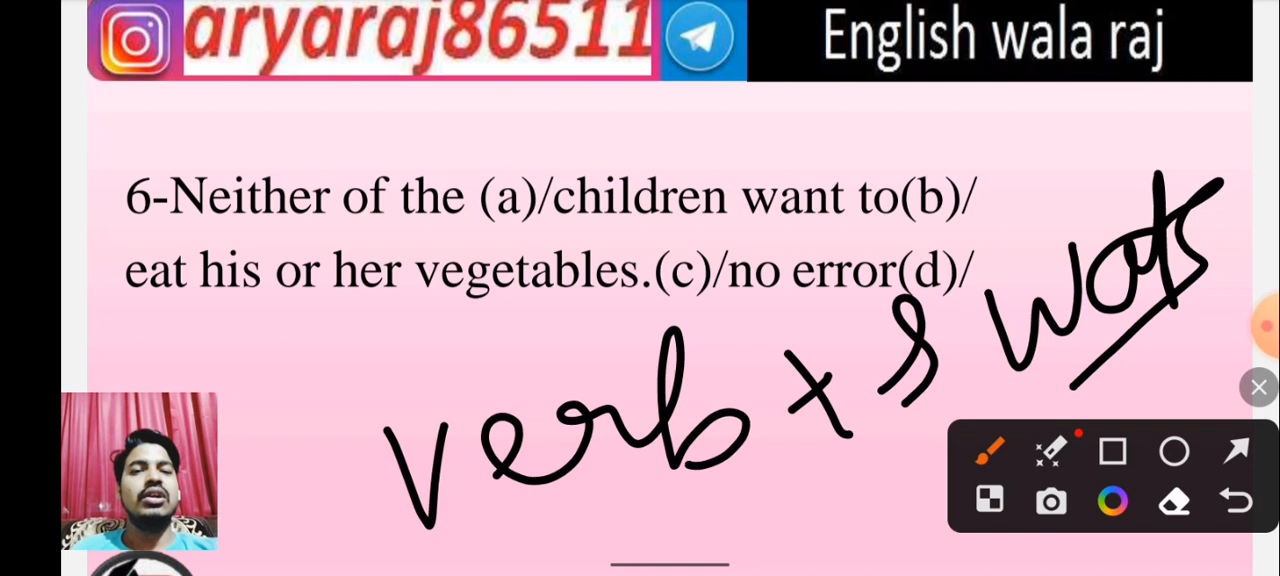 aryaraj86511 English wala raj
6-Neither of the (a)/children want to(b)/
eat his or her vegetables.(c)/no error(d)/
verb + s wats